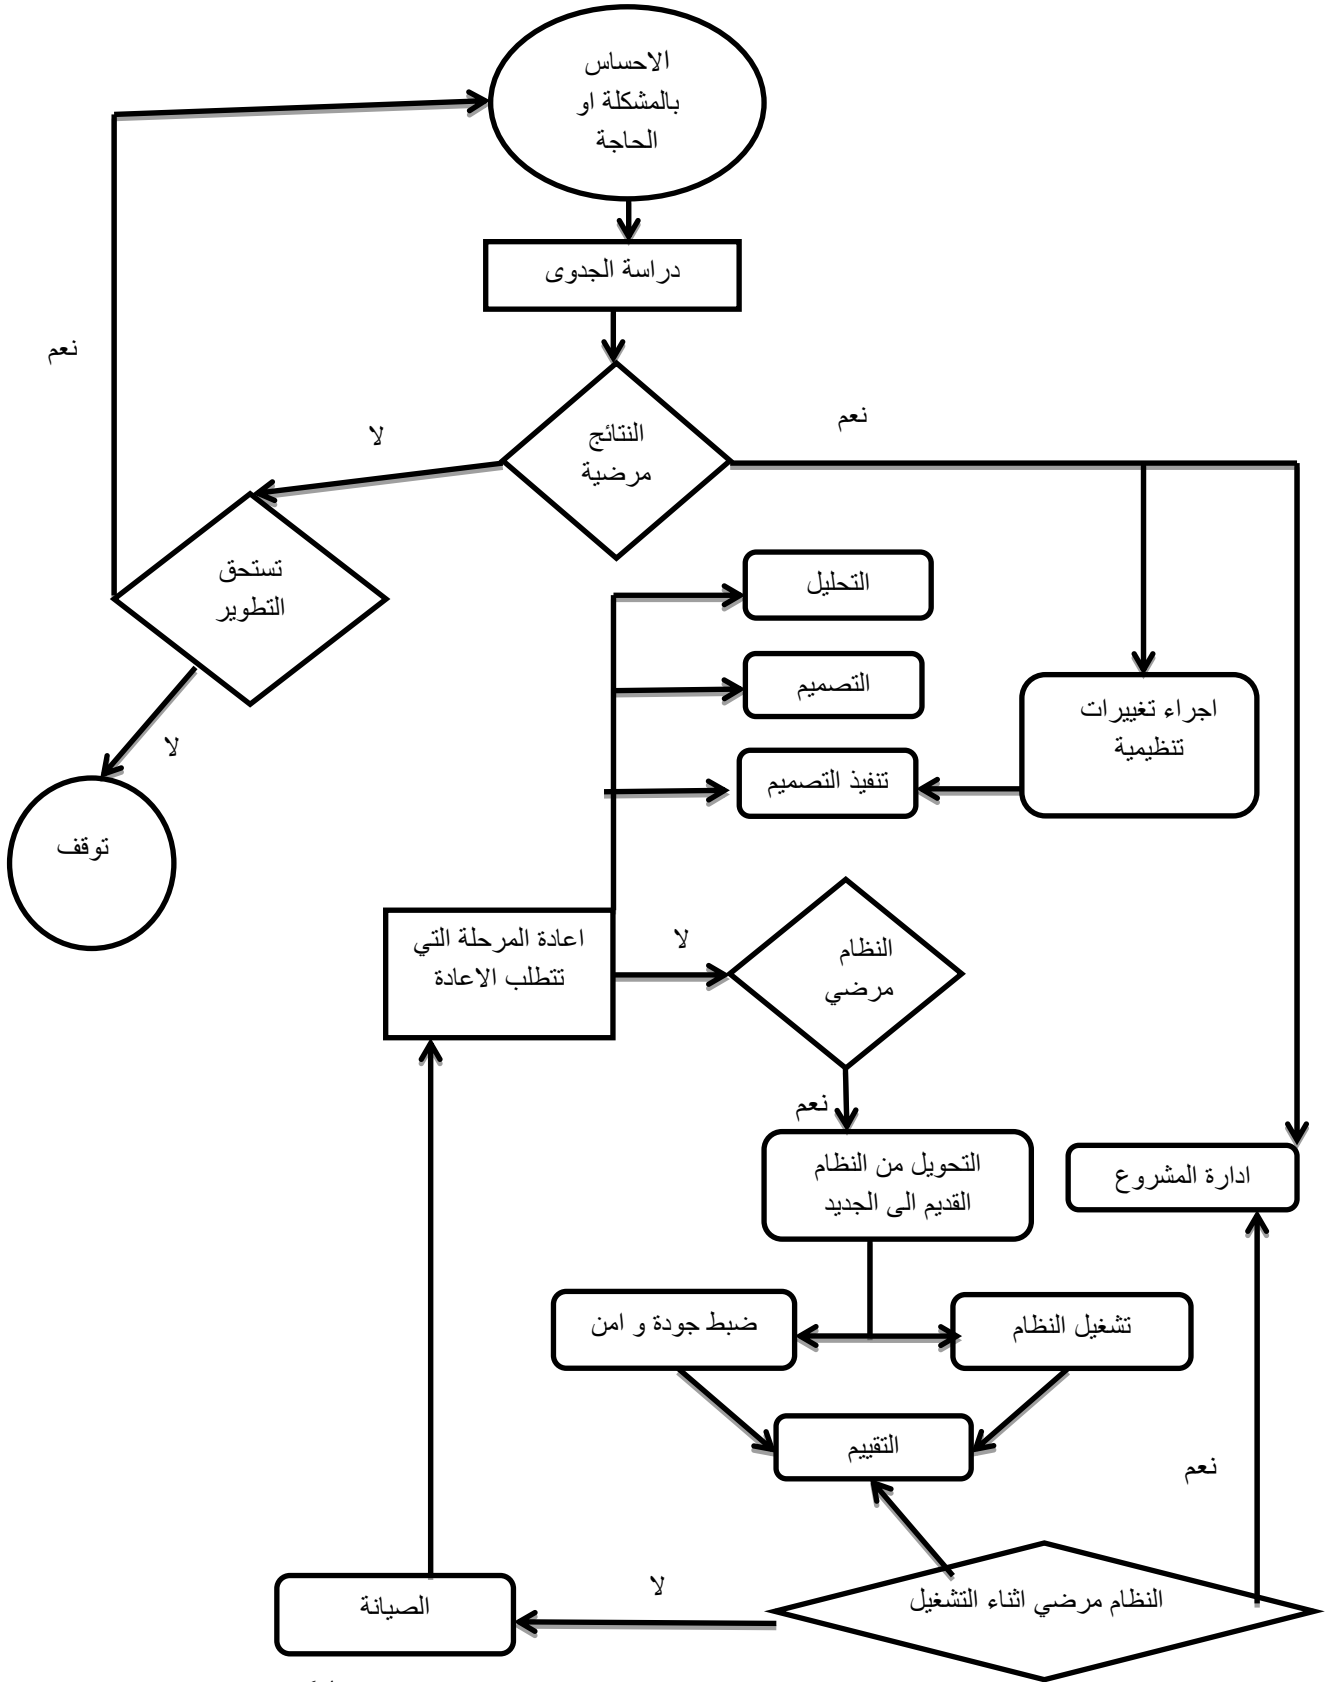 الاحساس
بالمشكلة او
الحاجة
دراسة الجدوى
نعم
النتائج
مرضية
لا
نعم
تستحق
التطوير
لا
توقف
التحليل
التصميم
تنفيذ التصميم
اجراء تغييرات
تنظيمية
اعادة المرحلة التي
تتطلب الاعادة
لا
النظام
مرضي
نعم
التحويل من النظام
القديم الى الجديد
ادارة المشروع
ضبط جودة و امن
تشغيل النظام
التقييم
نعم
النظام مرضي اثناء التشغيل
لا
الصيانة